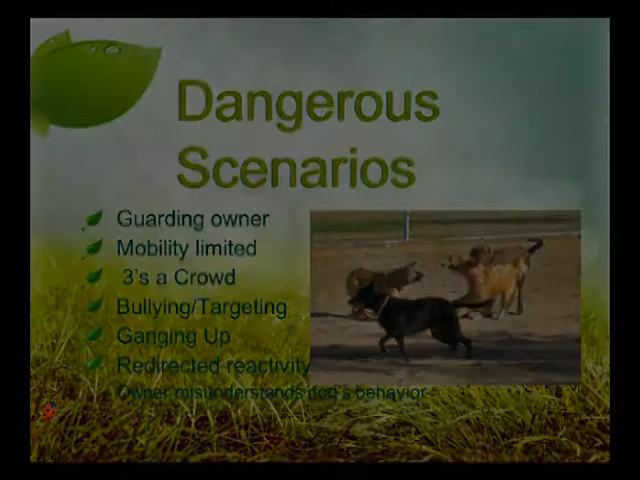 Dangerous
Scenarios
Guarding owner
Mobility limited
3's a Crowd
Bullying/Targeting
Ganging Up
Redirected reactivity
Owner misunderstands dog's behavior